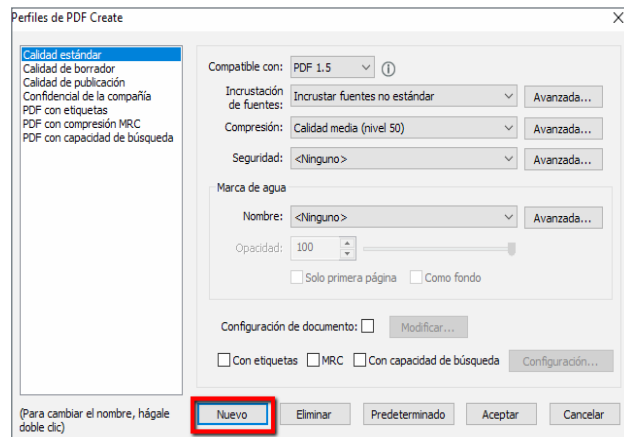 Perfiles de PDF Create
Calidad estándar
Calidad de borrador
Calidad de publicación
Confidencial de la compañía
PDF con etiquetas
PDF con compresión MRC
PDF con capacidad de búsqueda
Compatible con: PDF 1.5
Incrustación
de fuentes: Incrustar fuentes no estándar Avanzada...
Compresión: Calidad media (nivel 50) Avanzada...
Seguridad: <Ninguno> Avanzada...
Marca de agua
Nombre: <Ninguno> Avanzada...
Opacidad: 100
Solo primera página Como fondo
Configuración de documento: Modificar...
Con etiquetas MRC Con capacidad de búsqueda Configuración...
(Para cambiar el nombre, hágale
doble clic)
Nuevo Eliminar Predeterminado Aceptar Cancelar